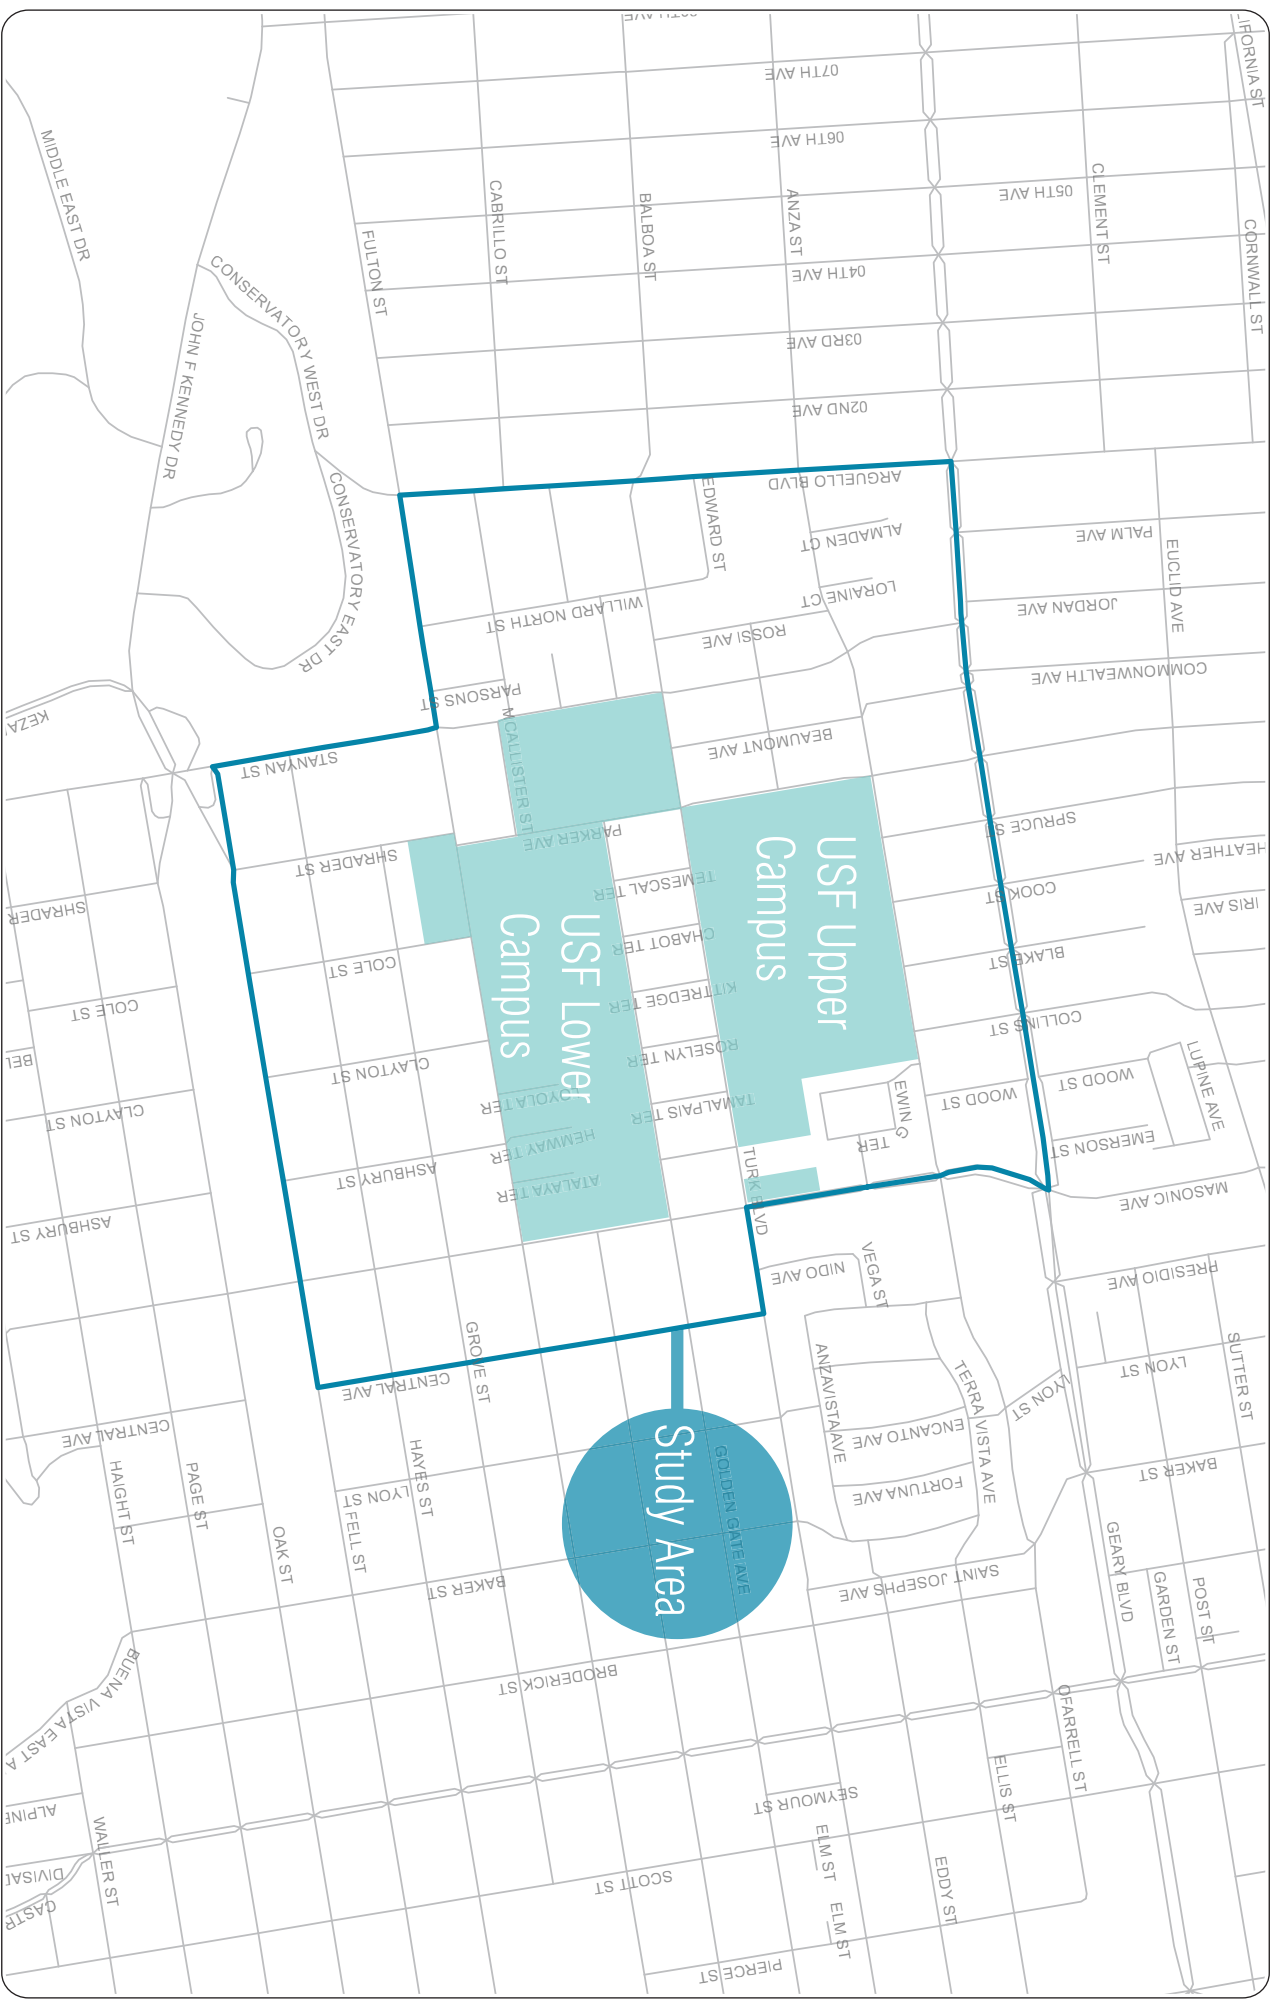 07TH AVE
06TH AVE
05TH AVE
04TH AVE
03RD AVE
02ND AVE
MIDDLE EAST DR
CONSERVATORY WEST DR
JOHN F KENNEDY DR
CONSERVATORY EAST DR
FULTON ST
CABRILLO ST
BALBOA ST
ANZA ST
CLEMENT ST
CORNWALL ST
IFORNIA ST
ARGUELLO BLVD
EDWARD ST
ALMADEN CT
LORAINE CT
PALM AVE
EUCLID AVE
JORDAN AVE
COMMONWEALTH AVE
WILLARD NORTH ST
ROSSI AVE
PARSONS ST
KEZA
STANYAN ST
MCALLISTER ST
BEAUMONT AVE
PARKER AVE
SPRUCE ST
HEATHER AVE
COOK ST
IRIS AVE
BLAKE ST
COLLINS ST
SHRADER ST
SHRADER
COLE ST
COLE ST
BEL
CLAYTON ST
CLAYTON ST
ASHBURY ST
ASHBURY ST
TEMESCAL TER
CHABOT TER
KITTREDGE TER
ROSELYN TER
TAMALPAIS TER
LOYOLA TER
HEMWAY TER
ATALAYA TER
USF Upper
Campus
USF Lower
Campus
EWING
TER
WOOD ST
WOOD ST
LUPINE AVE
EMERSON ST
MASONIC AVE
TURK BLVD
NIDO AVE
VEGA ST
PRESIDIO AVE
ANZAVISTA AVE
TERRA VISTA AVE
ENCANTO AVE
FORTUNA AVE
LYON ST
LYON ST
LYON ST
SUTTER ST
GROVE ST
CENTRAL AVE
CENTRAL AVE
Study Area
GOLDEN GATE AVE
HAYES ST
HAIGHT ST
PAGE ST
OAK ST
FELL ST
BAKER ST
BAKER ST
SAINT JOSEPHS AVE
GEARY BLVD
GARDEN ST
POST ST
BRODERICK ST
BUENA VISTA EAST A
ALPINE
WALLER ST
DIVISAD
CASTR
OFARRELL ST
ELLIS ST
SEYMOUR ST
ELM ST
ELM ST
EDDY ST
SCOTT ST
PIERCE ST